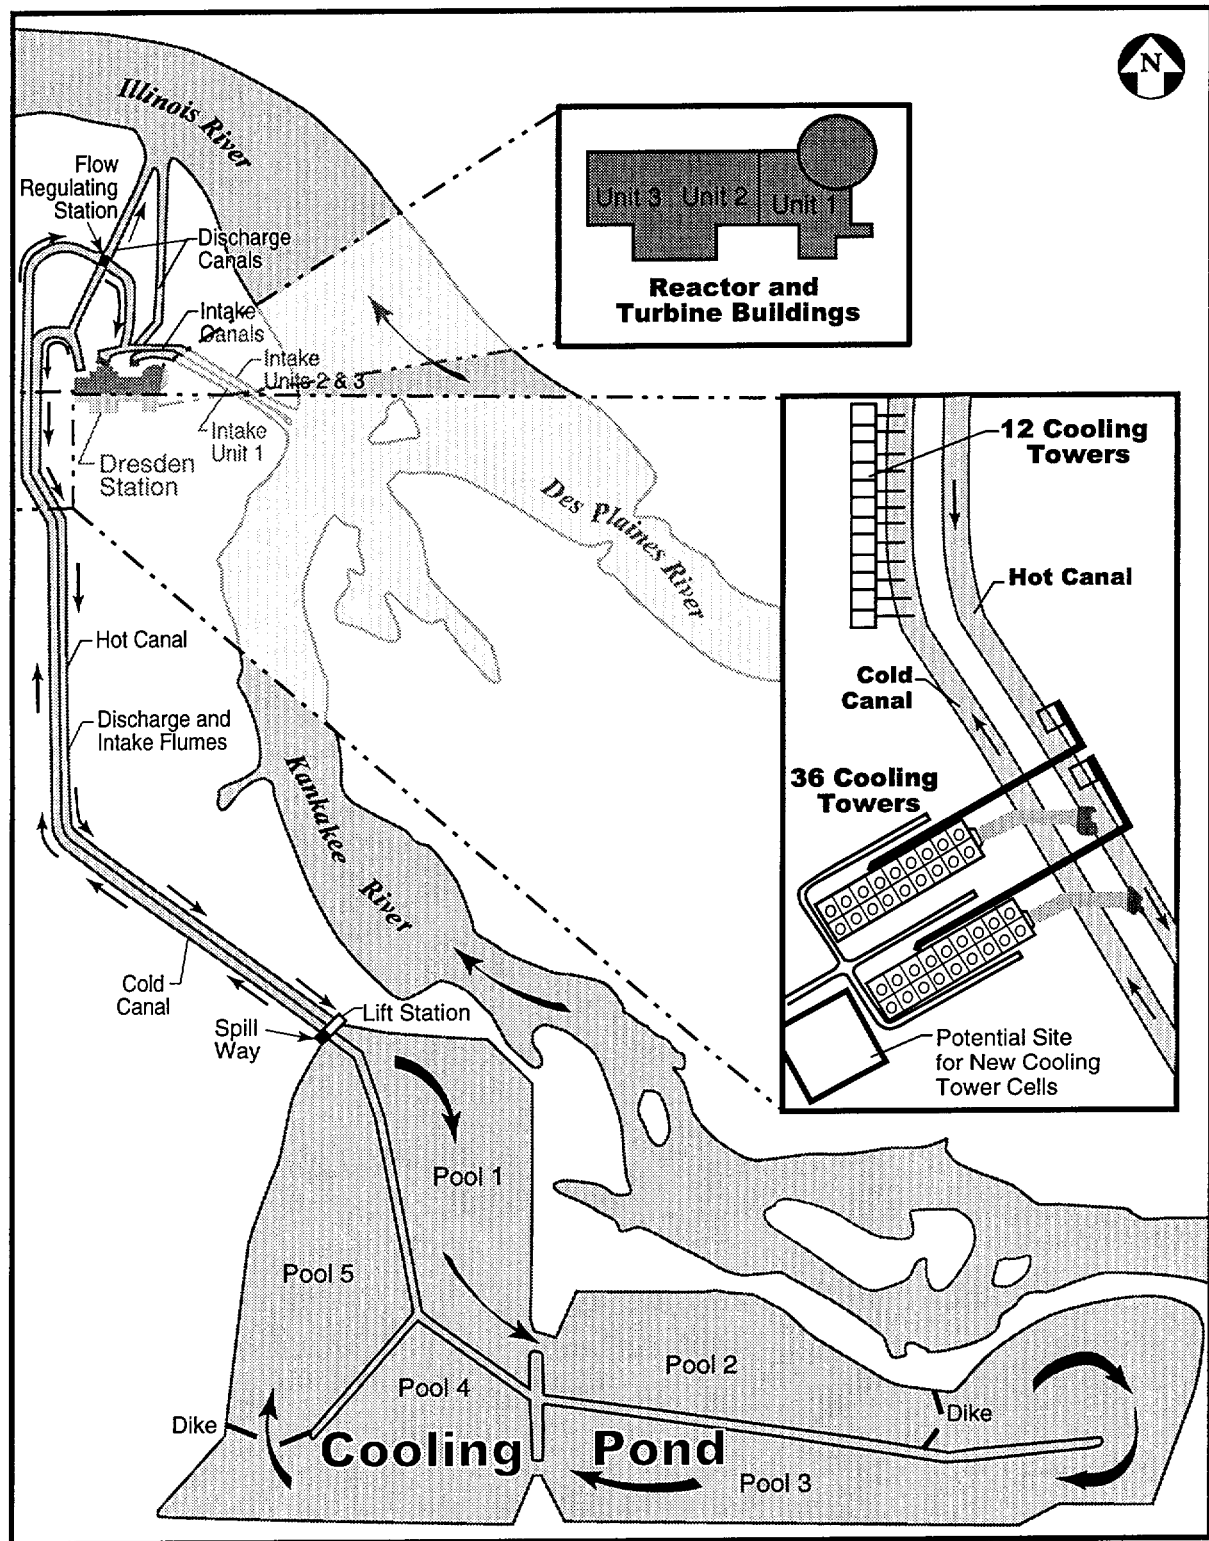 N
Illinois River
Flow
Regulating
Station
Discharge
Canals
Intake
Canals
Intake
Units 2 & 3
Intake
Unit 1
Dresden
Station
Unit 3
Unit 2
Unit 1
Reactor and
Turbine Buildings
Des Plaines River
12 Cooling
Towers
Hot Canal
Cold
Canal
36 Cooling
Towers
Potential Site
for New Cooling
Tower Cells
Hot Canal
Discharge and
Intake Flumes
Kankakee River
Cold
Canal
Lift Station
Spill
Way
Pool 1
Pool 5
Pool 2
Pool 4
Dike
Dike
Cooling Pond
Pool 3